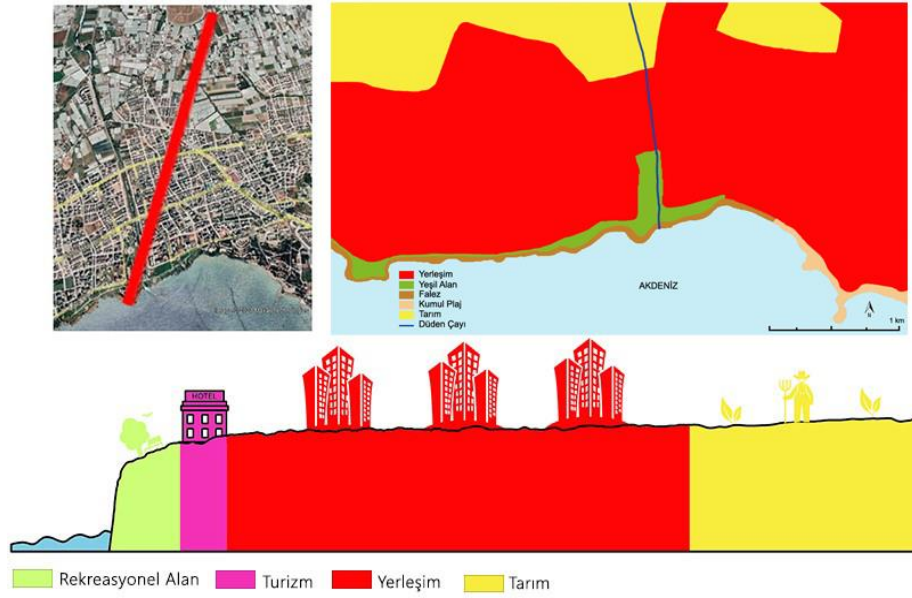 Yerleşim
Yeşil Alan
Falez
Kumul Plaj
Tarım
Düden Çayı
AKDENİZ
N
1 km
HOTEL
Rekreasyonel Alan
Turizm
Yerleşim
Tarım